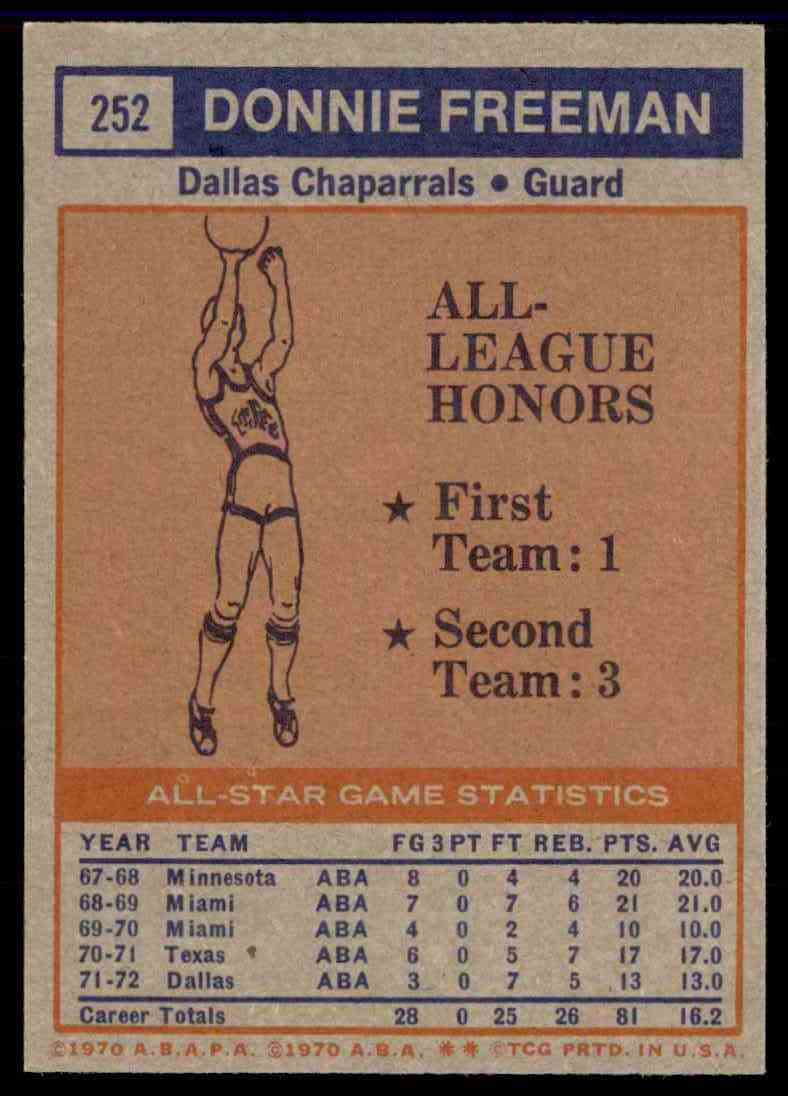 252 DONNIE FREEMAN
Dallas Chaparrals • Guard
ALL-
LEAGUE
HONORS
★ First
Team: 1
★ Second
Team: 3
ALL-STAR GAME STATISTICS
YEAR TEAM FG 3 PT FT REB. PTS. AVG
67-68 Minnesota ABA 8 0 4 4 20 20.0
68-69 Miami ABA 7 0 7 6 21 21.0
69-70 Miami ABA 4 0 2 4 10 10.0
70-71 Texas ABA 6 0 5 7 17 17.0
71-72 Dallas ABA 3 0 7 5 13 13.0
Career Totals 28 0 25 26 81 16.2
©1970 A.B.A.P.A. ©1970 A.B.A. ** ©TCG PRTD. IN U.S.A.